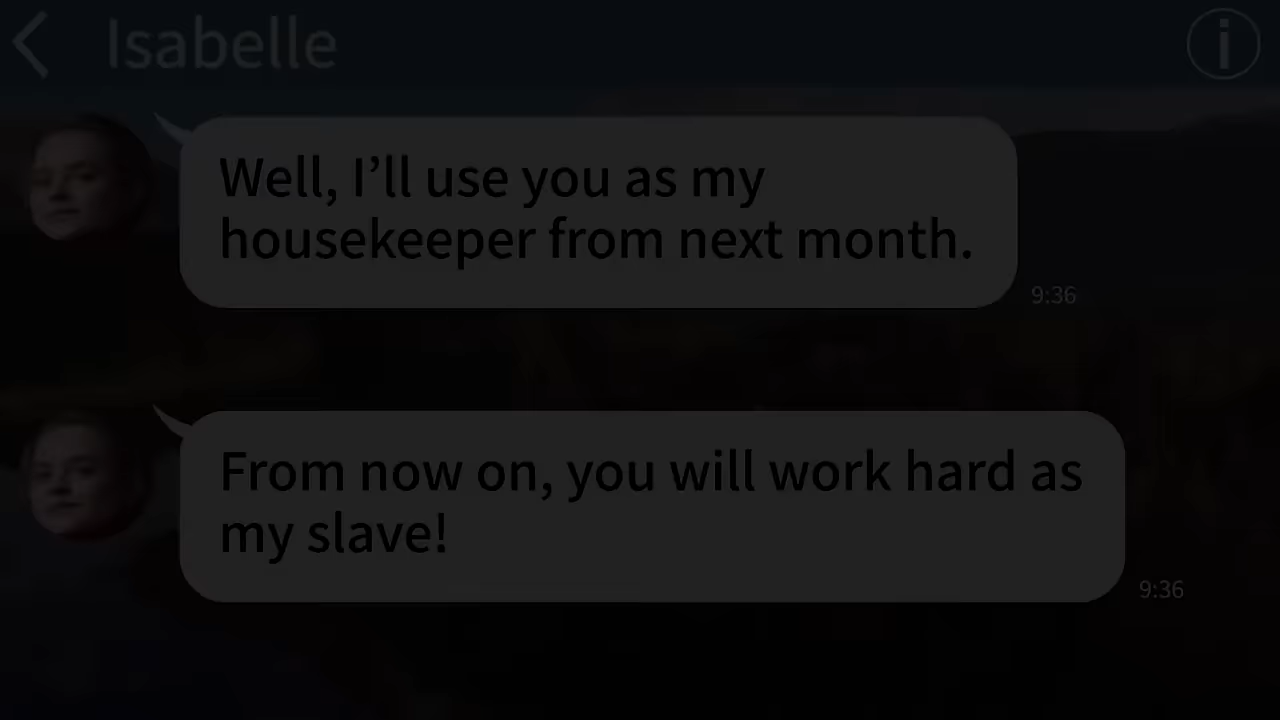 Isabelle
Well, I’ll use you as my
housekeeper from next month.
9:36
From now on, you will work hard as
my slave!
9:36